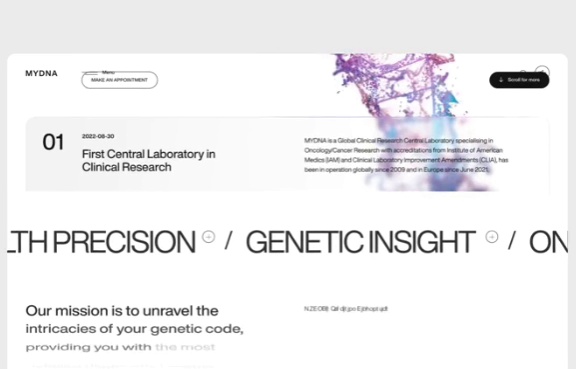 MYDNA
Menu
MAKE AN APPOINTMENT
Scroll for more
01
2022-06-30
First Central Laboratory in
Clinical Research
MYDNA is a Global Clinical Research Central Laboratory specialising in
Oncology/Cancer Research with accreditations from Institute of American
Medics (IAM) and Clinical Laboratory Improvement Amendments (CLIA), has
been in operation globally since 2009 and in Europe since June 2021.
LTH PRECISION / GENETIC INSIGHT / ON
Our mission is to unravel the
intricacies of your genetic code,
providing you with the most